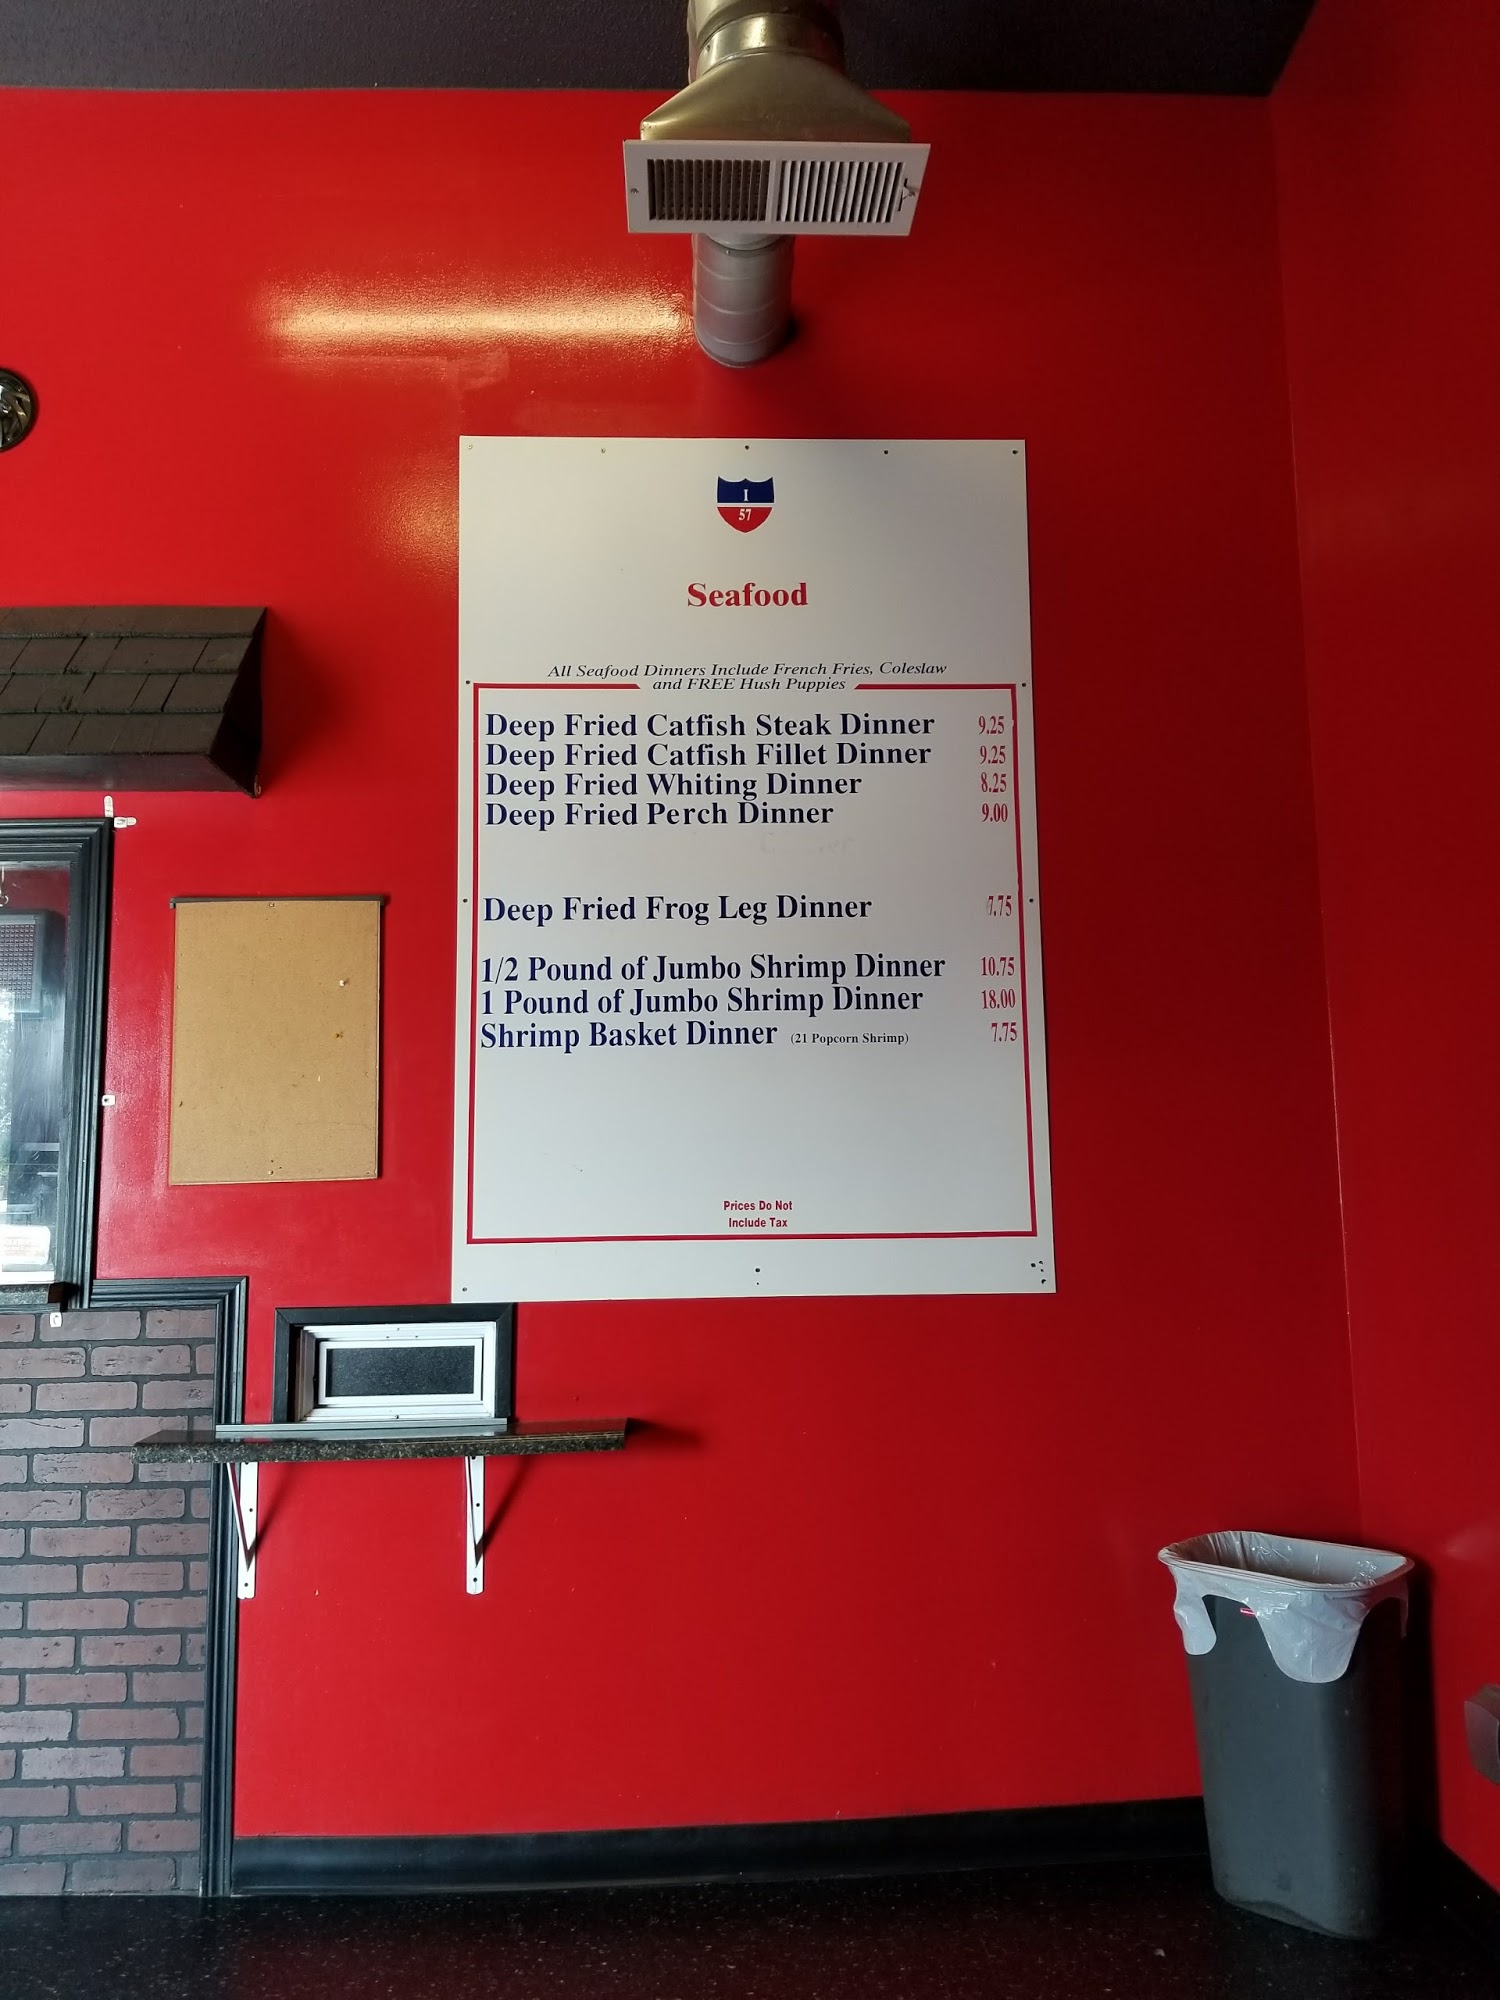 I
57
Seafood
All Seafood Dinners Include French Fries, Coleslaw
and FREE Hush Puppies
Deep Fried Catfish Steak Dinner 9.25
Deep Fried Catfish Fillet Dinner 9.25
Deep Fried Whiting Dinner 8.25
Deep Fried Perch Dinner 9.00
Deep Fried Frog Leg Dinner 7.75
1/2 Pound of Jumbo Shrimp Dinner 10.75
1 Pound of Jumbo Shrimp Dinner 18.00
Shrimp Basket Dinner (21 Popcorn Shrimp) 7.75
Prices Do Not
Include Tax